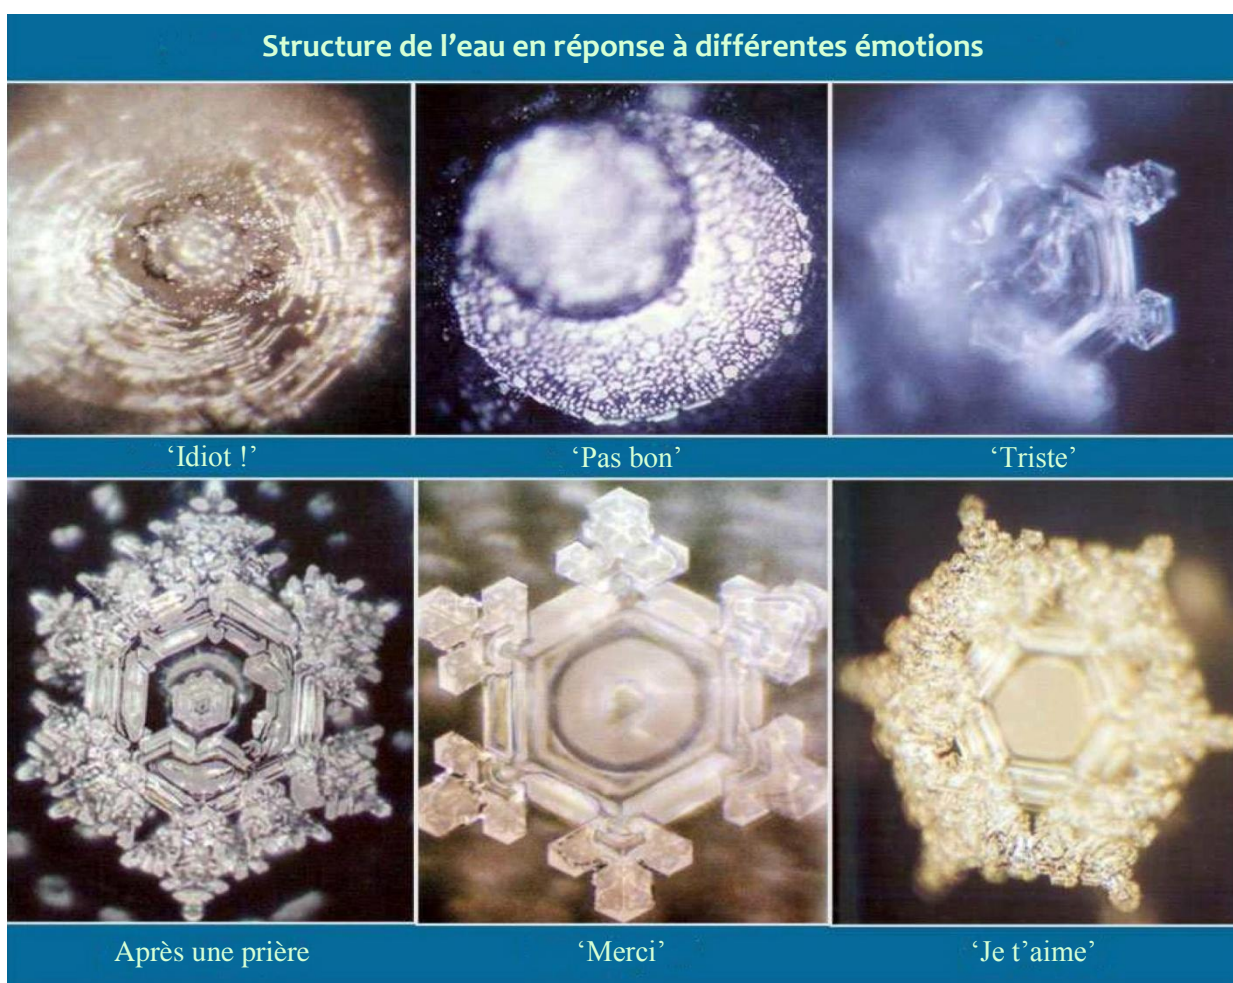 Structure de l’eau en réponse à différentes émotions
‘Idiot !’
‘Pas bon’
‘Triste’
Après une prière
‘Merci’
‘Je t’aime’